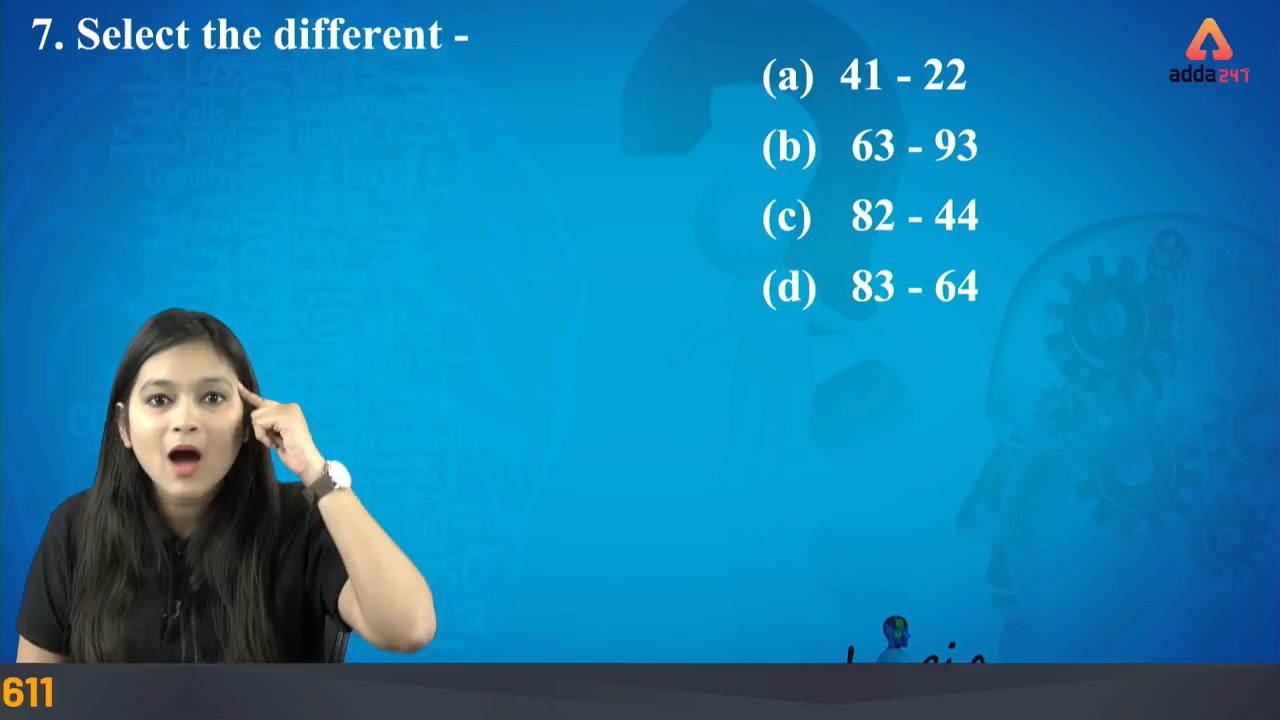 7. Select the different -
(a) 41 - 22
(b) 63 - 93
(c) 82 - 44
(d) 83 - 64
adda247
611